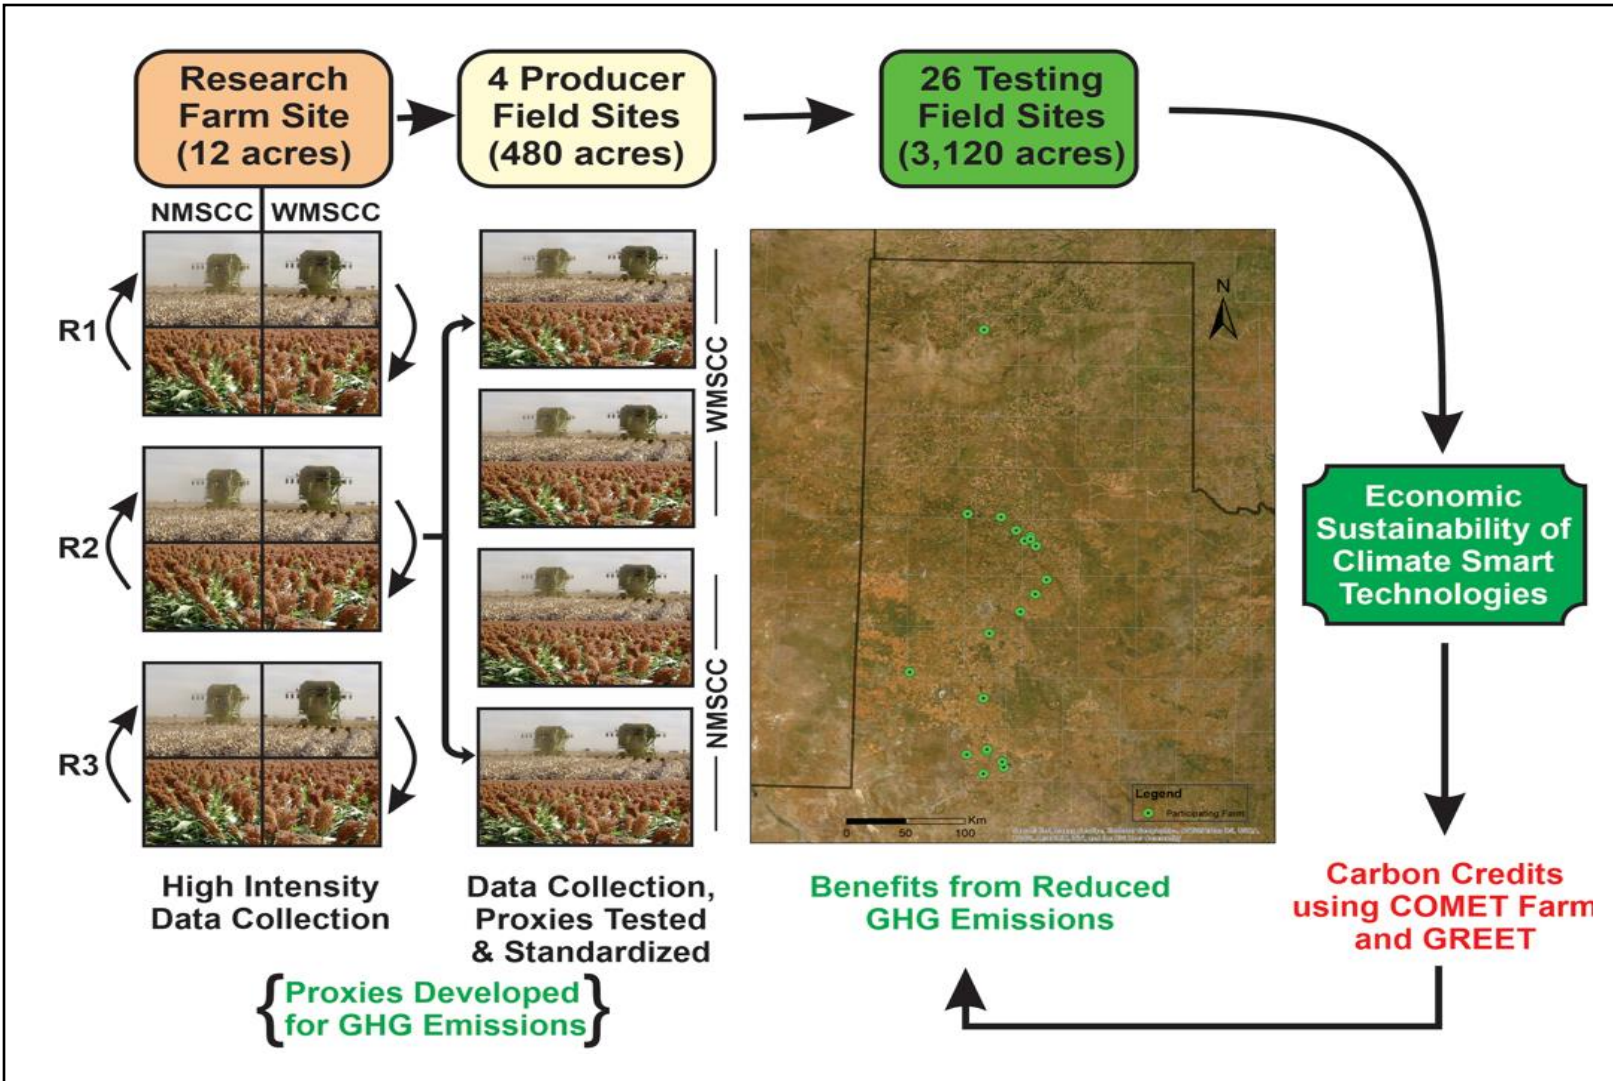 Research
Farm Site
(12 acres)
4 Producer
Field Sites
(480 acres)
26 Testing
Field Sites
(3,120 acres)
NMSCC
WMSCC
R1
R2
R3
WMSCC
NMSCC
N
Legend
Participating Farm
Km
0
50
100
Economic
Sustainability of
Climate Smart
Technologies
High Intensity
Data Collection
Data Collection,
Proxies Tested
& Standardized
{Proxies Developed
for GHG Emissions}
Benefits from Reduced
GHG Emissions
Carbon Credits
using COMET Farm
and GREET